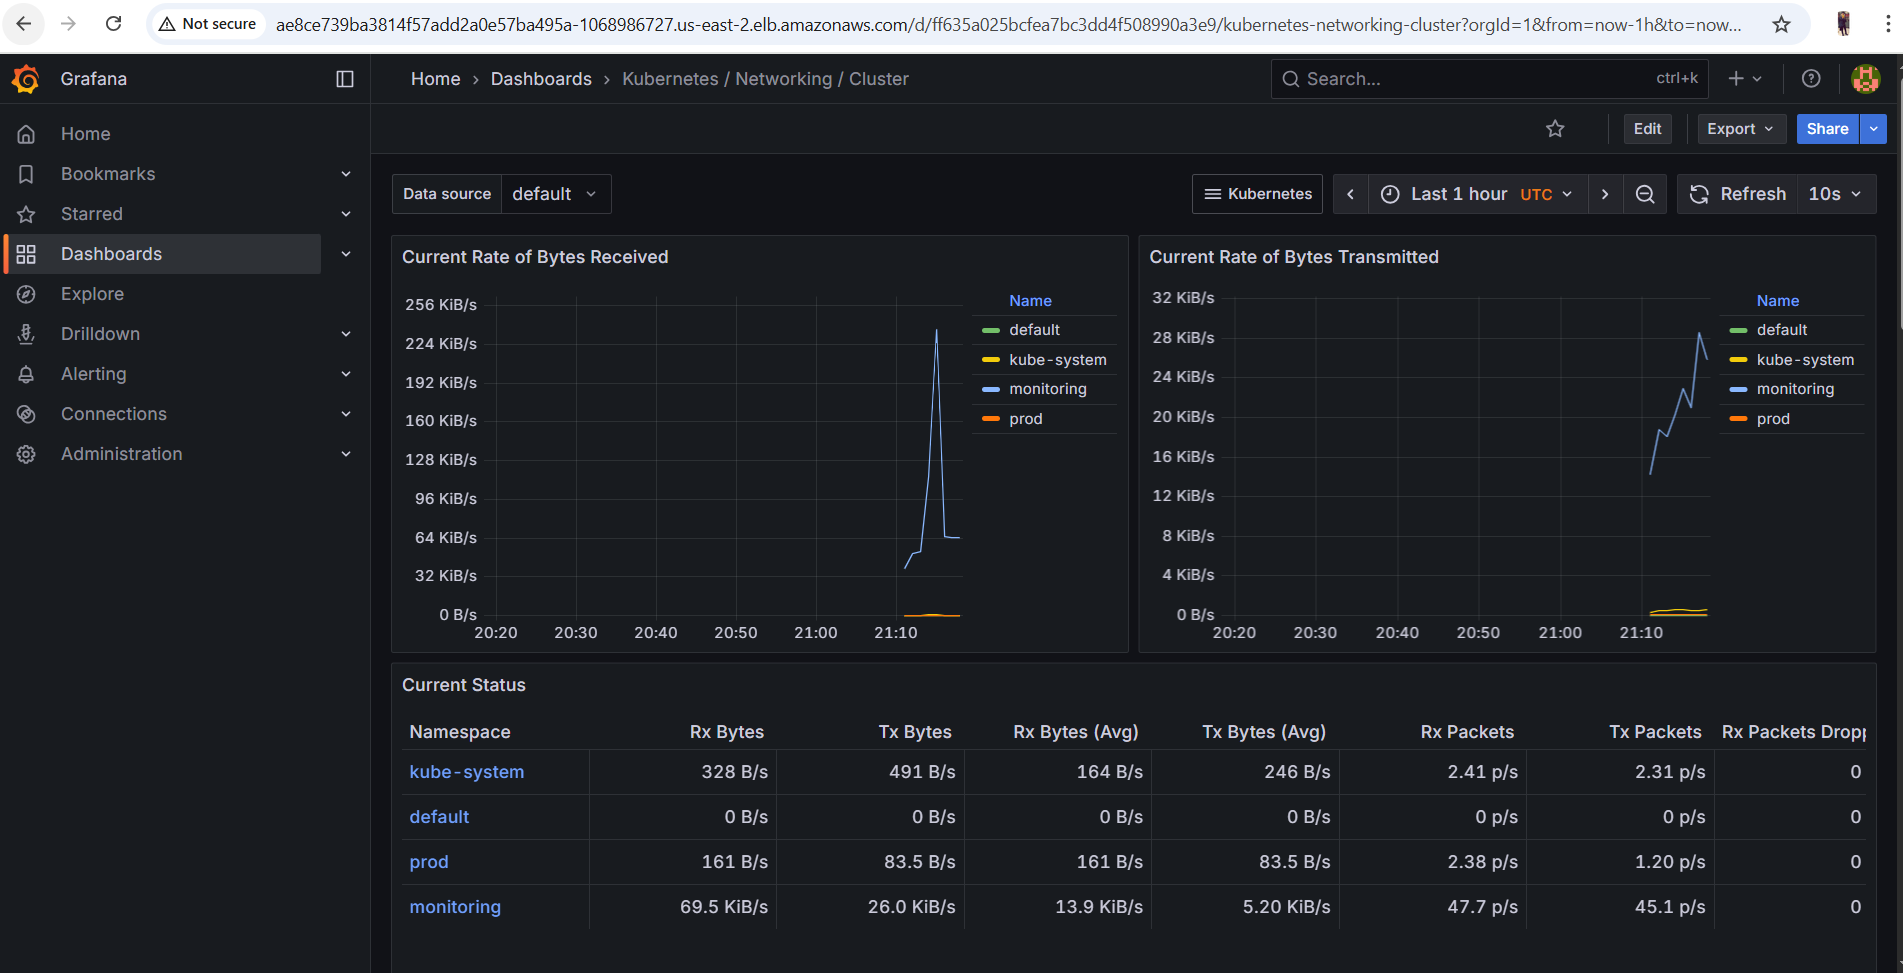 Not secure ae8ce739ba3814f57add2a0e57ba495a-1068986727.us-east-2.elb.amazonaws.com/d/ff635a025bcfea7bc3dd4f508990a3e9/kubernetes-networking-cluster?orgId=1&from=now-1h&to=now...
Grafana
Home › Dashboards › Kubernetes / Networking / Cluster
Search... ctrl+k
Home
Bookmarks
Starred
Dashboards
Explore
Drilldown
Alerting
Connections
Administration
Edit Export Share
Data source default
Kubernetes Last 1 hour UTC Refresh 10s
Current Rate of Bytes Received
256 KiB/s
224 KiB/s
192 KiB/s
160 KiB/s
128 KiB/s
96 KiB/s
64 KiB/s
32 KiB/s
0 B/s
20:20 20:30 20:40 20:50 21:00 21:10
Name
default
kube-system
monitoring
prod
Current Rate of Bytes Transmitted
32 KiB/s
28 KiB/s
24 KiB/s
20 KiB/s
16 KiB/s
12 KiB/s
8 KiB/s
4 KiB/s
0 B/s
20:20 20:30 20:40 20:50 21:00 21:10
Name
default
kube-system
monitoring
prod
Current Status
Namespace Rx Bytes Tx Bytes Rx Bytes (Avg) Tx Bytes (Avg) Rx Packets Tx Packets Rx Packets Dropp
kube-system 328 B/s 491 B/s 164 B/s 246 B/s 2.41 p/s 2.31 p/s 0
default 0 B/s 0 B/s 0 B/s 0 B/s 0 p/s 0 p/s 0
prod 161 B/s 83.5 B/s 161 B/s 83.5 B/s 2.38 p/s 1.20 p/s 0
monitoring 69.5 KiB/s 26.0 KiB/s 13.9 KiB/s 5.20 KiB/s 47.7 p/s 45.1 p/s 0